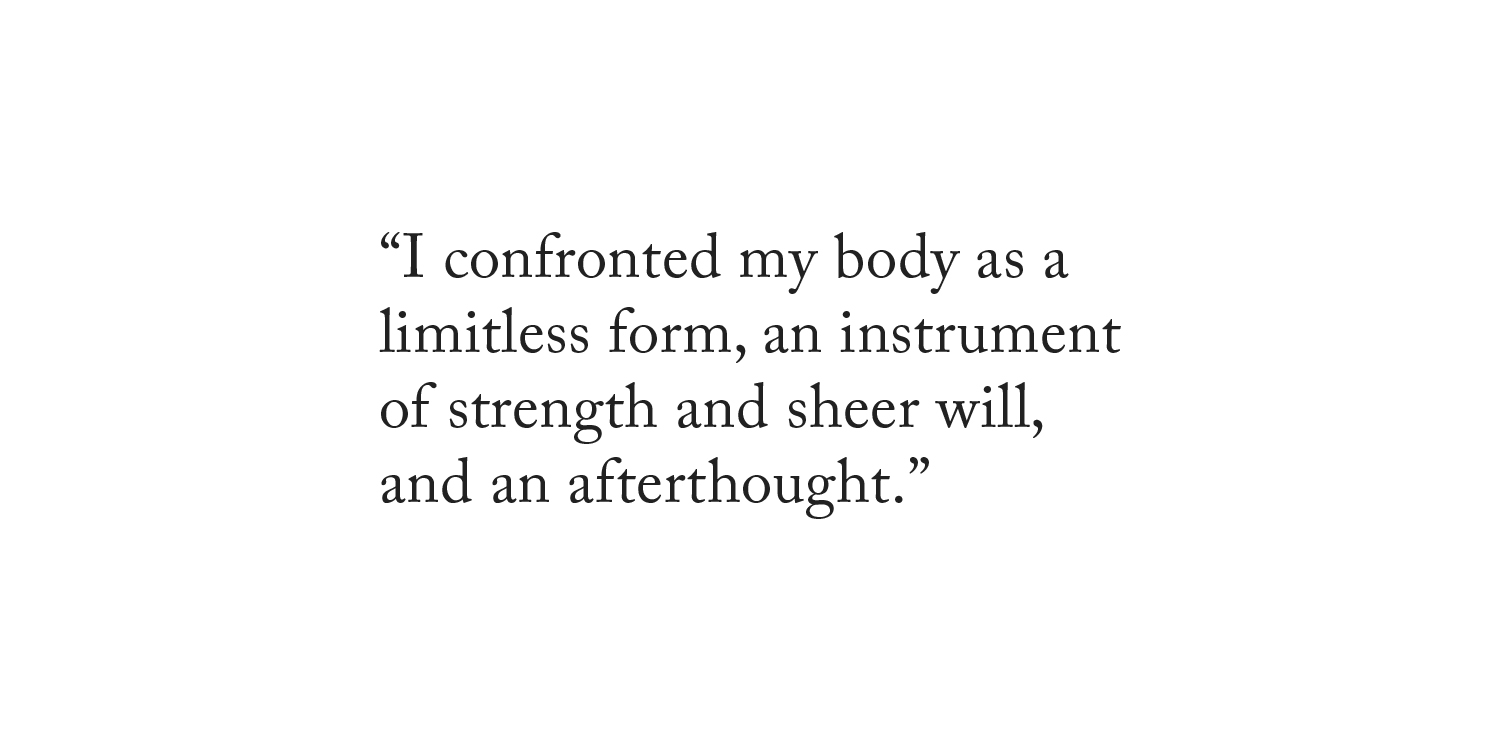 “I confronted my body as a
limitless form, an instrument
of strength and sheer will,
and an afterthought.”